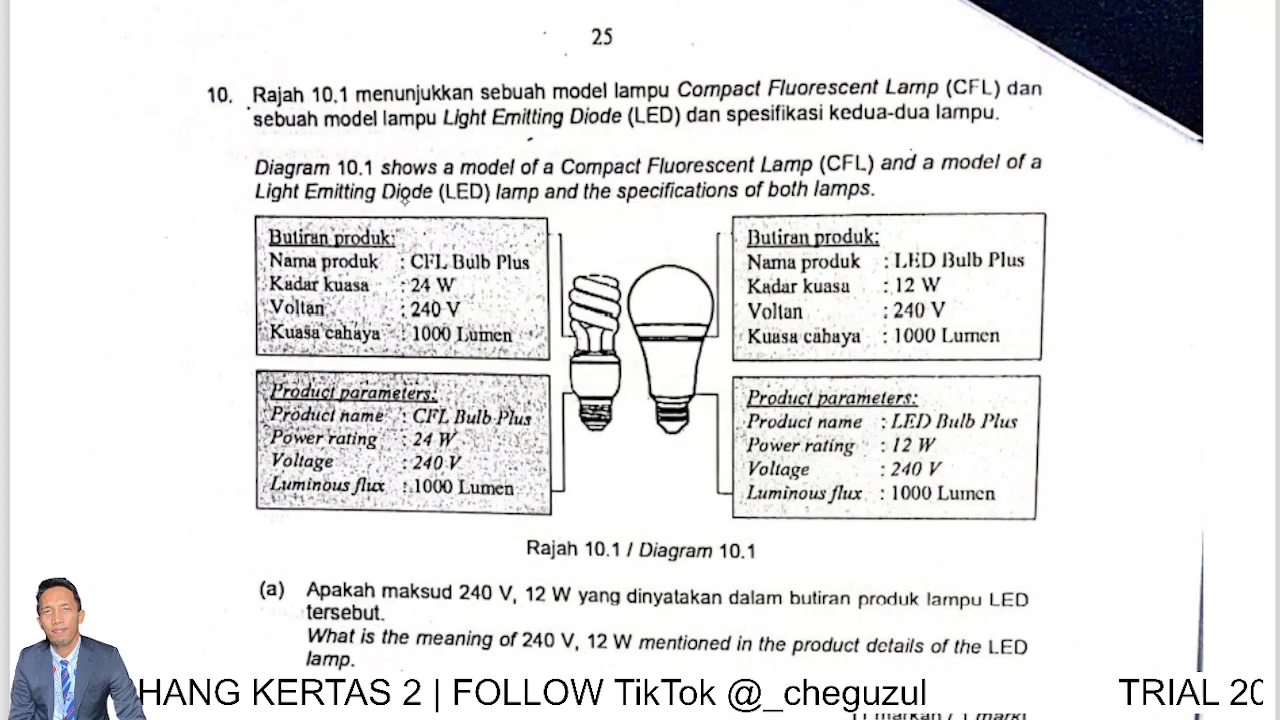 25
10. Rajah 10.1 menunjukkan sebuah model lampu Compact Fluorescent Lamp (CFL) dan
sebuah model lampu Light Emitting Diode (LED) dan spesifikasi kedua-dua lampu.
Diagram 10.1 shows a model of a Compact Fluorescent Lamp (CFL) and a model of a
Light Emitting Diode (LED) lamp and the specifications of both lamps.
Butiran produk:
Nama produk : CFL Bulb Plus
Kadar kuasa : 24 W
Voltan : 240 V
Kuasa cahaya : 1000 Lumen
Product parameters:
Product name : CFL Bulb Plus
Power rating : 24 W
Voltage : 240 V
Luminous flux : 1000 Lumen
Butiran produk:
Nama produk : LED Bulb Plus
Kadar kuasa : 12 W
Voltan : 240 V
Kuasa cahaya : 1000 Lumen
Product parameters:
Product name : LED Bulb Plus
Power rating : 12 W
Voltage : 240 V
Luminous flux : 1000 Lumen
Rajah 10.1 / Diagram 10.1
(a) Apakah maksud 240 V, 12 W yang dinyatakan dalam butiran produk lampu LED
tersebut.
What is the meaning of 240 V, 12 W mentioned in the product details of the LED
lamp.
HANG KERTAS 2 | FOLLOW TikTok @_cheguzul TRIAL 20